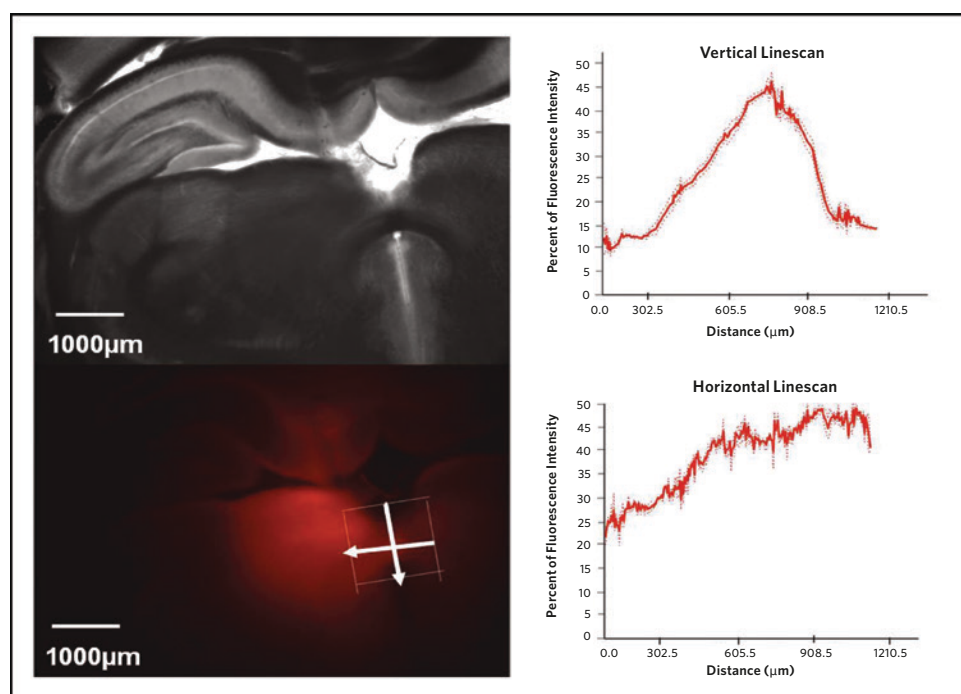 1000μm
1000μm
Vertical Linescan
Percent of Fluorescence Intensity
50
45
40
35
30
25
20
15
10
5
0
0.0 302.5 605.5 908.5 1210.5
Distance (μm)
Horizontal Linescan
Percent of Fluorescence Intensity
50
45
40
35
30
25
20
15
10
5
0
0.0 302.5 605.5 908.5 1210.5
Distance (μm)